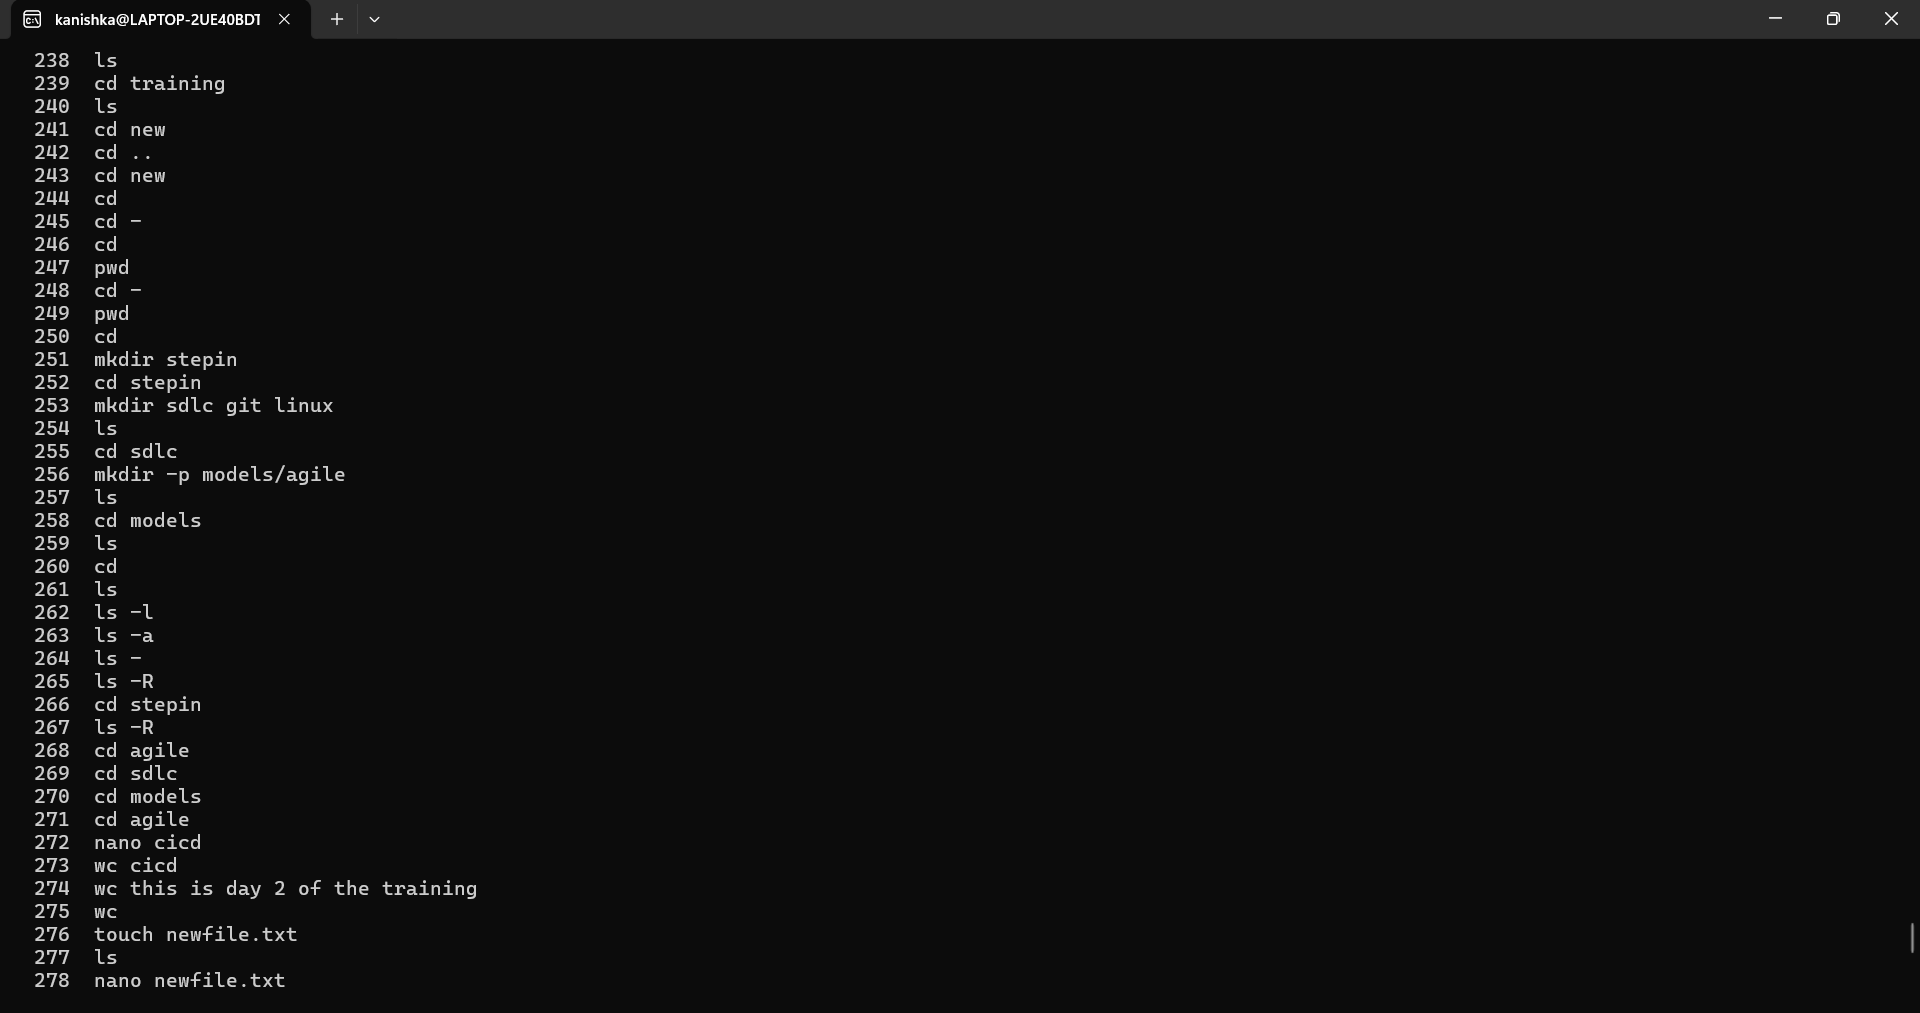 kanishka@LAPTOP-2UE40BDT
238 ls
239 cd training
240 ls
241 cd new
242 cd ..
243 cd new
244 cd
245 cd -
246 cd
247 pwd
248 cd -
249 pwd
250 cd
251 mkdir stepin
252 cd stepin
253 mkdir sdlc git linux
254 ls
255 cd sdlc
256 mkdir -p models/agile
257 ls
258 cd models
259 ls
260 cd
261 ls
262 ls -l
263 ls -a
264 ls -
265 ls -R
266 cd stepin
267 ls -R
268 cd agile
269 cd sdlc
270 cd models
271 cd agile
272 nano cicd
273 wc cicd
274 wc this is day 2 of the training
275 wc
276 touch newfile.txt
277 ls
278 nano newfile.txt